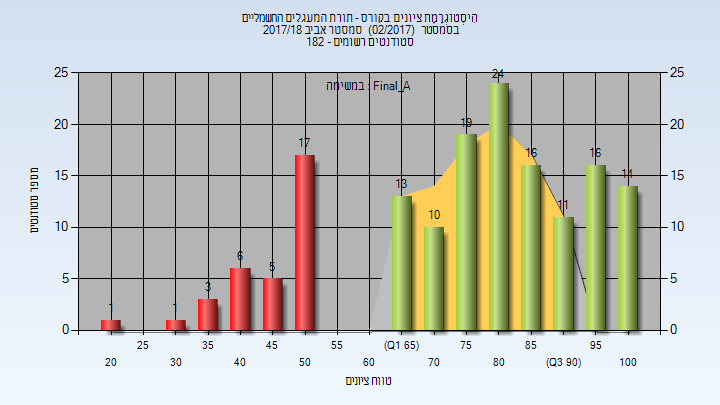 היסטוגרמת ציונים בקורס - תורת המעגלים החשמליים
בסמסטר (02/2017) סמסטר אביב 2017/18
סטודנטים רשומים - 182
במשימה : Final_A
מספר סטודנטים
25 25
20 20
15 15
10 10
5 5
0 0
1 1 3 6 5 17 13 10 19 24 16 11 16 14
25 35 45 55 (Q1 65) 75 85 95
20 30 40 50 60 70 80 (Q3 90) 100
טווח ציונים